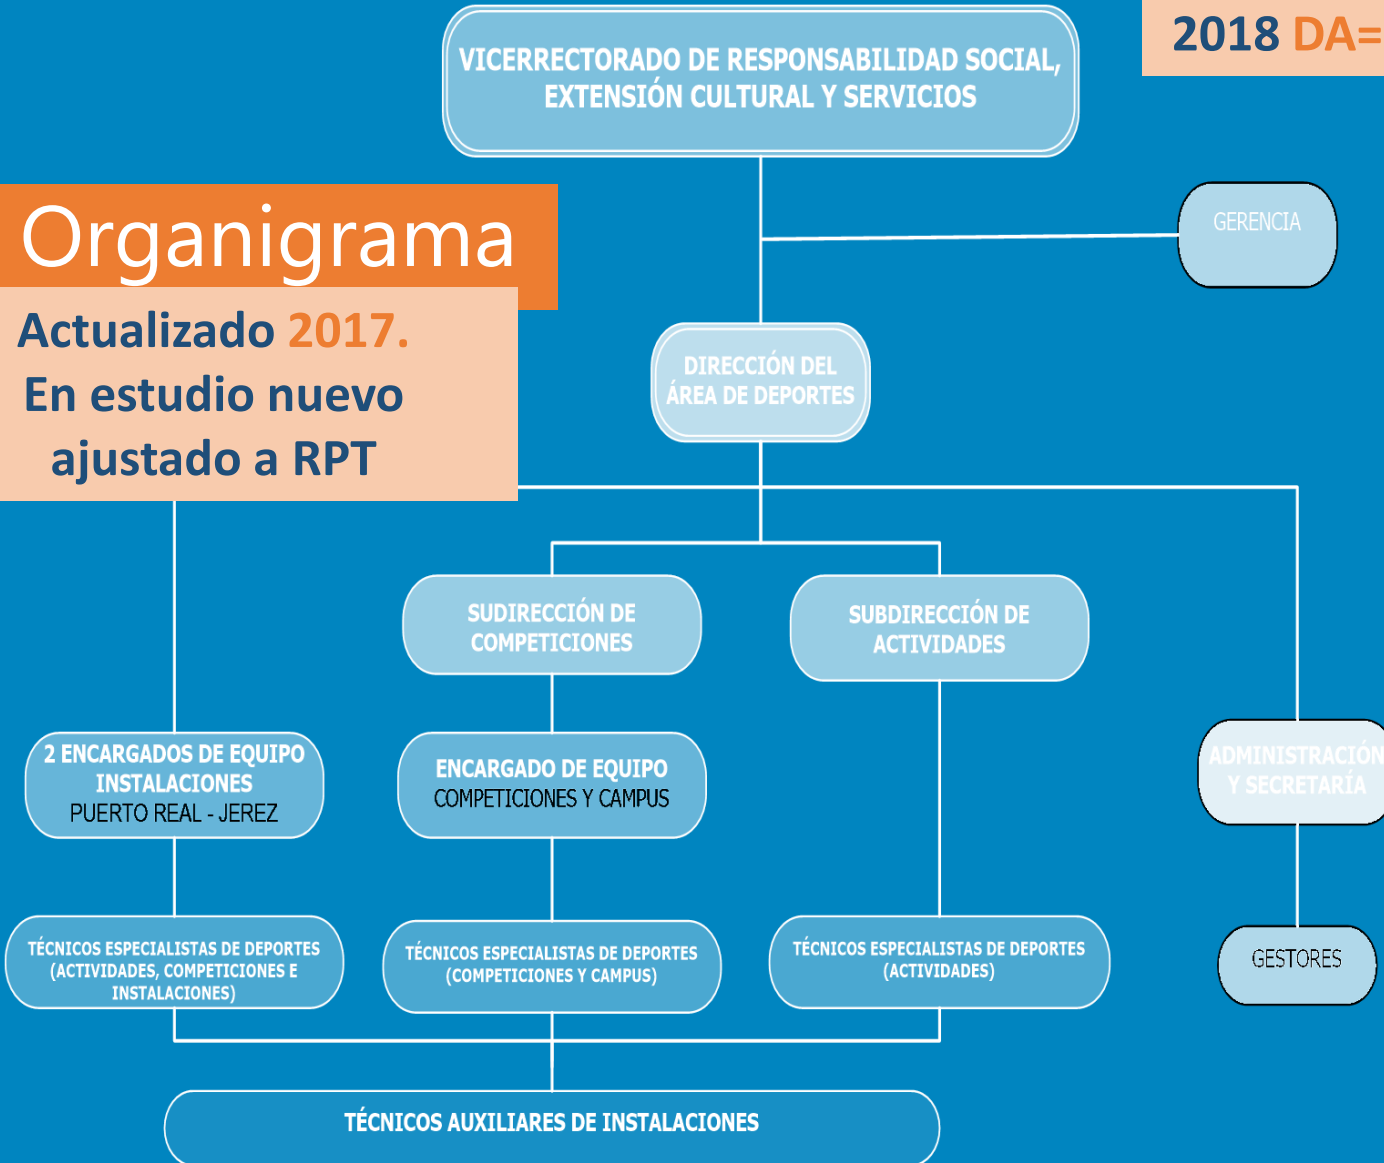 2018 DA=
VICERRECTORADO DE RESPONSABILIDAD SOCIAL,
EXTENSIÓN CULTURAL Y SERVICIOS
GERENCIA
Organigrama
Actualizado 2017.
En estudio nuevo
ajustado a RPT
DIRECCIÓN DEL
ÁREA DE DEPORTES
SUDIRECCIÓN DE
COMPETICIONES
SUBDIRECCIÓN DE
ACTIVIDADES
2 ENCARGADOS DE EQUIPO
INSTALACIONES
PUERTO REAL - JEREZ
ENCARGADO DE EQUIPO
COMPETICIONES Y CAMPUS
ADMINISTRACIÓN
Y SECRETARÍA
TÉCNICOS ESPECIALISTAS DE DEPORTES
(ACTIVIDADES, COMPETICIONES E
INSTALACIONES)
TÉCNICOS ESPECIALISTAS DE DEPORTES
(COMPETICIONES Y CAMPUS)
TÉCNICOS ESPECIALISTAS DE DEPORTES
(ACTIVIDADES)
GESTORES
TÉCNICOS AUXILIARES DE INSTALACIONES